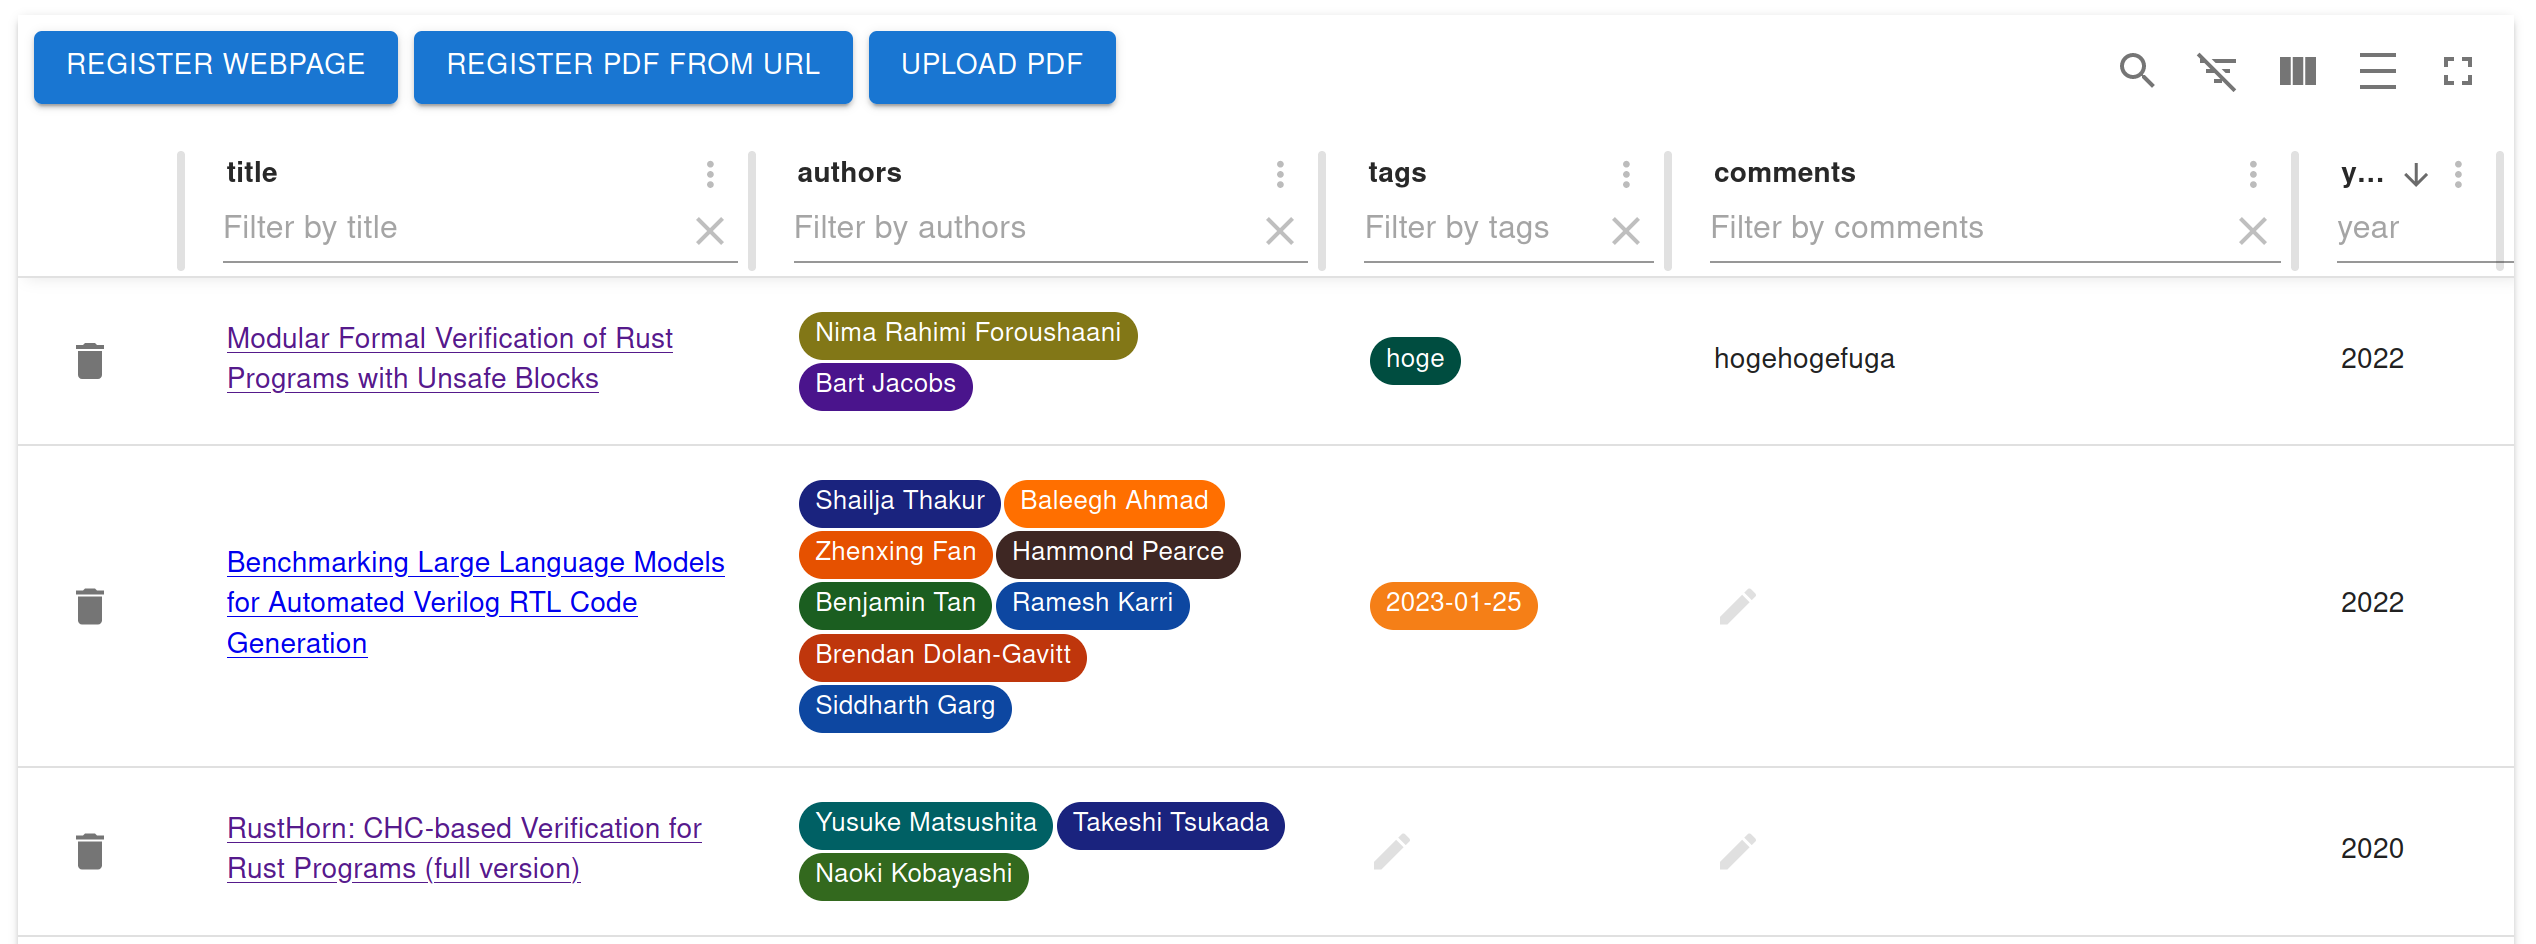 REGISTER WEBPAGE REGISTER PDF FROM URL UPLOAD PDF
title authors tags comments y...
Filter by title Filter by authors Filter by tags Filter by comments year
Modular Formal Verification of Rust
Programs with Unsafe Blocks
Nima Rahimi Foroushaani
Bart Jacobs
hoge
hogehogefuga
2022
Benchmarking Large Language Models
for Automated Verilog RTL Code
Generation
Shailja Thakur Baleegh Ahmad
Zhenxing Fan Hammond Pearce
Benjamin Tan Ramesh Karri
Brendan Dolan-Gavitt
Siddharth Garg
2023-01-25
2022
RustHorn: CHC-based Verification for
Rust Programs (full version)
Yusuke Matsushita Takeshi Tsukada
Naoki Kobayashi
2020